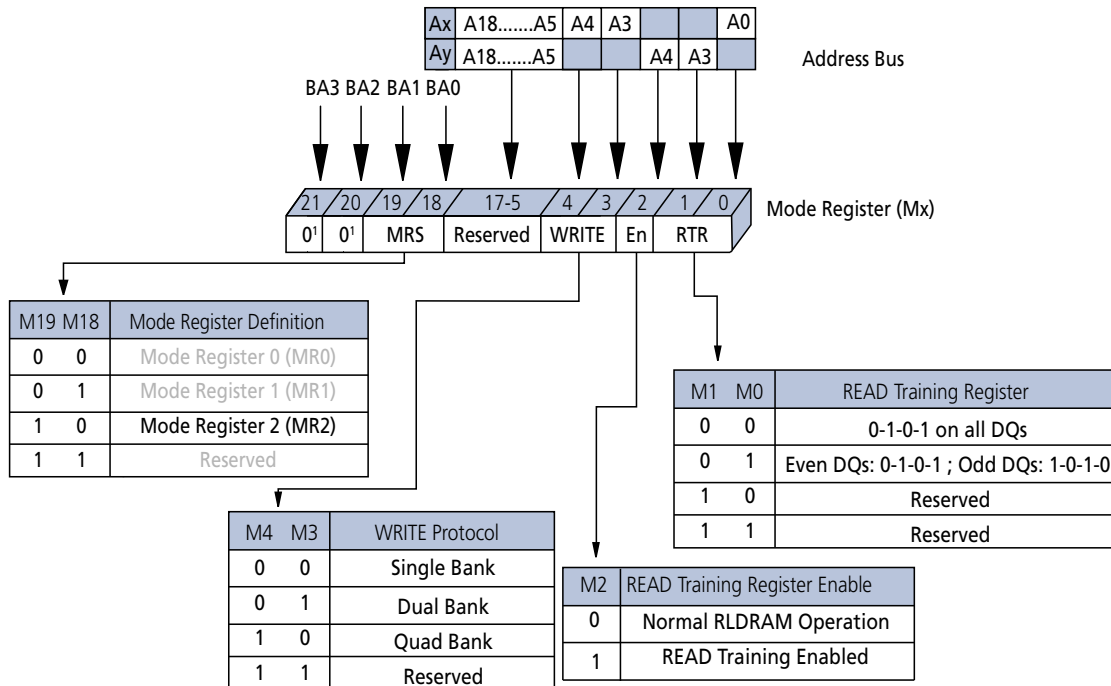 Ax A18.......A5 A4 A3 A0
Ay A18.......A5 A4 A3
Address Bus
BA3 BA2 BA1 BA0
21 20 19 18 17-5 4 3 2 1 0
Mode Register (Mx)
0¹ 0¹ MRS Reserved WRITE En RTR
M19 M18 Mode Register Definition
0 0 Mode Register 0 (MR0)
0 1 Mode Register 1 (MR1)
1 0 Mode Register 2 (MR2)
1 1 Reserved
M1 M0 READ Training Register
0 0 0-1-0-1 on all DQs
0 1 Even DQs: 0-1-0-1 ; Odd DQs: 1-0-1-0
1 0 Reserved
1 1 Reserved
M4 M3 WRITE Protocol
0 0 Single Bank
0 1 Dual Bank
1 0 Quad Bank
1 1 Reserved
M2 READ Training Register Enable
0 Normal RLDRAM Operation
1 READ Training Enabled